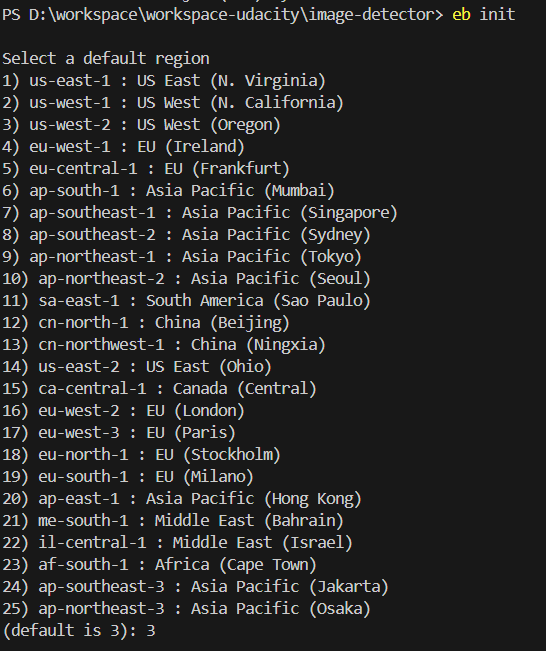 PS D:\workspace\workspace-udacity\image-detector> eb init
Select a default region
1) us-east-1 : US East (N. Virginia)
2) us-west-1 : US West (N. California)
3) us-west-2 : US West (Oregon)
4) eu-west-1 : EU (Ireland)
5) eu-central-1 : EU (Frankfurt)
6) ap-south-1 : Asia Pacific (Mumbai)
7) ap-southeast-1 : Asia Pacific (Singapore)
8) ap-southeast-2 : Asia Pacific (Sydney)
9) ap-northeast-1 : Asia Pacific (Tokyo)
10) ap-northeast-2 : Asia Pacific (Seoul)
11) sa-east-1 : South America (Sao Paulo)
12) cn-north-1 : China (Beijing)
13) cn-northwest-1 : China (Ningxia)
14) us-east-2 : US East (Ohio)
15) ca-central-1 : Canada (Central)
16) eu-west-2 : EU (London)
17) eu-west-3 : EU (Paris)
18) eu-north-1 : EU (Stockholm)
19) eu-south-1 : EU (Milano)
20) ap-east-1 : Asia Pacific (Hong Kong)
21) me-south-1 : Middle East (Bahrain)
22) il-central-1 : Middle East (Israel)
23) af-south-1 : Africa (Cape Town)
24) ap-southeast-3 : Asia Pacific (Jakarta)
25) ap-northeast-3 : Asia Pacific (Osaka)
(default is 3): 3